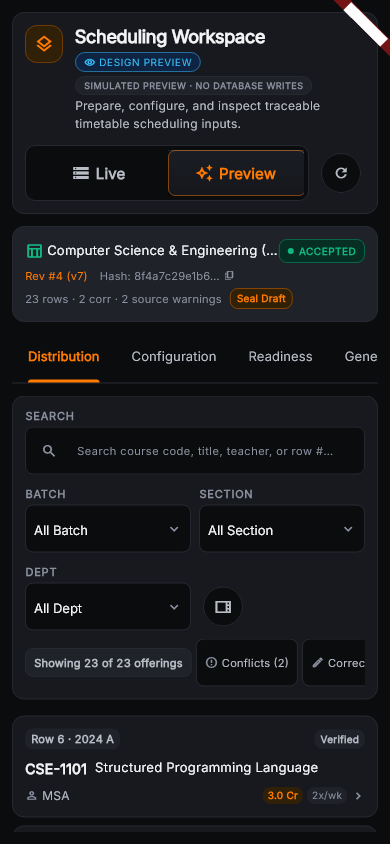 Scheduling Workspace
DESIGN PREVIEW
SIMULATED PREVIEW · NO DATABASE WRITES
Prepare, configure, and inspect traceable
timetable scheduling inputs.
Live
Preview
Computer Science & Engineering (...
ACCEPTED
Rev #4 (v7) Hash: 8f4a7c29e1b6...
23 rows · 2 corr · 2 source warnings Seal Draft
Distribution Configuration Readiness Gene
SEARCH
Search course code, title, teacher, or row #...
BATCH SECTION
All Batch All Section
DEPT
All Dept
Showing 23 of 23 offerings Conflicts (2) Correc
Row 6 · 2024 A Verified
CSE-1101 Structured Programming Language
MSA 3.0 Cr 2x/wk